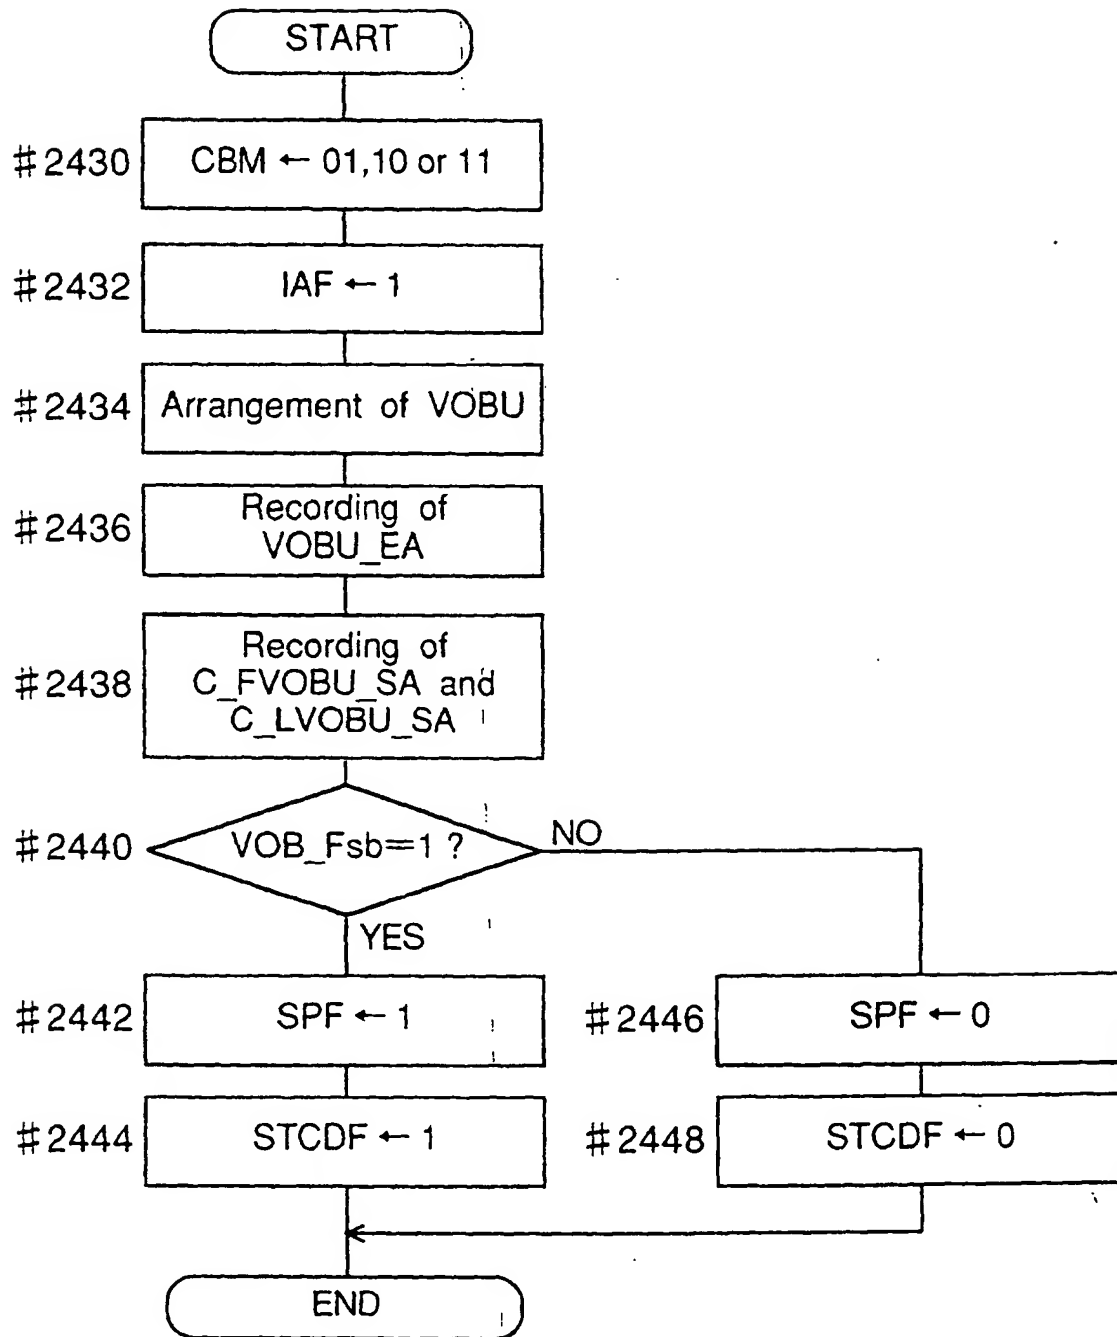 START
#2430 CBM ← 01,10 or 11
#2432 IAF ← 1
#2434 Arrangement of VOBU
#2436 Recording of
VOBU_EA
#2438 Recording of
C_FVOBU_SA and
C_LVOBU_SA
#2440 VOB_Fsb=1 ?
NO
YES
#2442 SPF ← 1
#2446 SPF ← 0
#2444 STCDF ← 1
#2448 STCDF ← 0
END